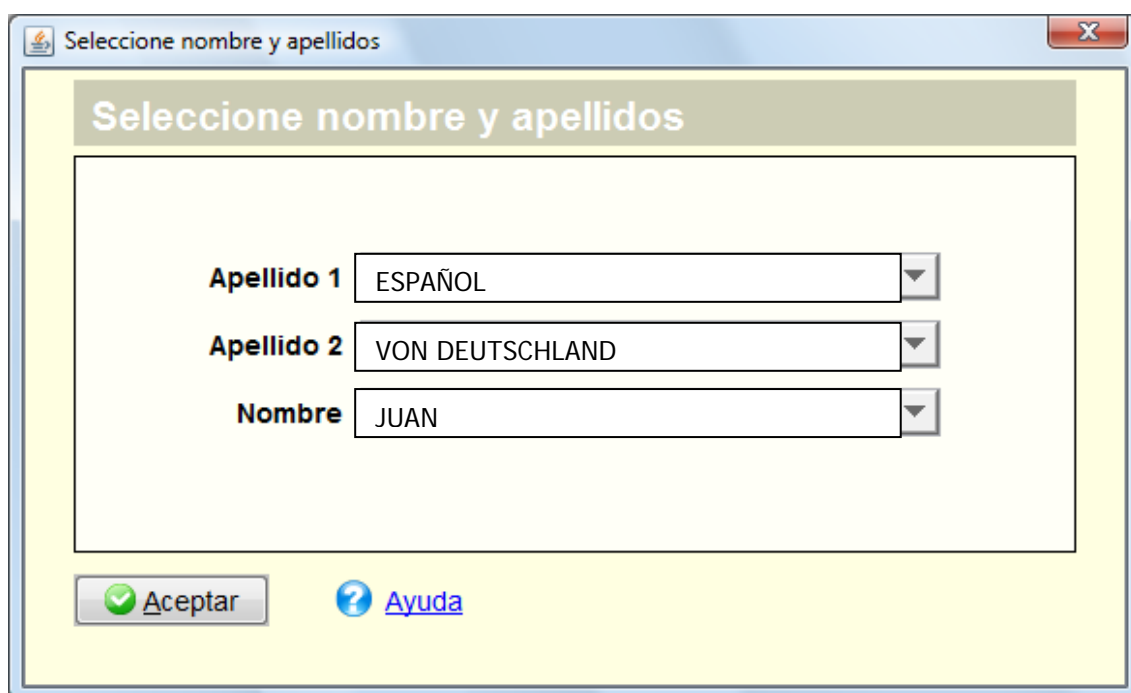 Seleccione nombre y apellidos
Seleccione nombre y apellidos
Apellido 1 ESPAÑOL
Apellido 2 VON DEUTSCHLAND
Nombre JUAN
Aceptar ? Ayuda